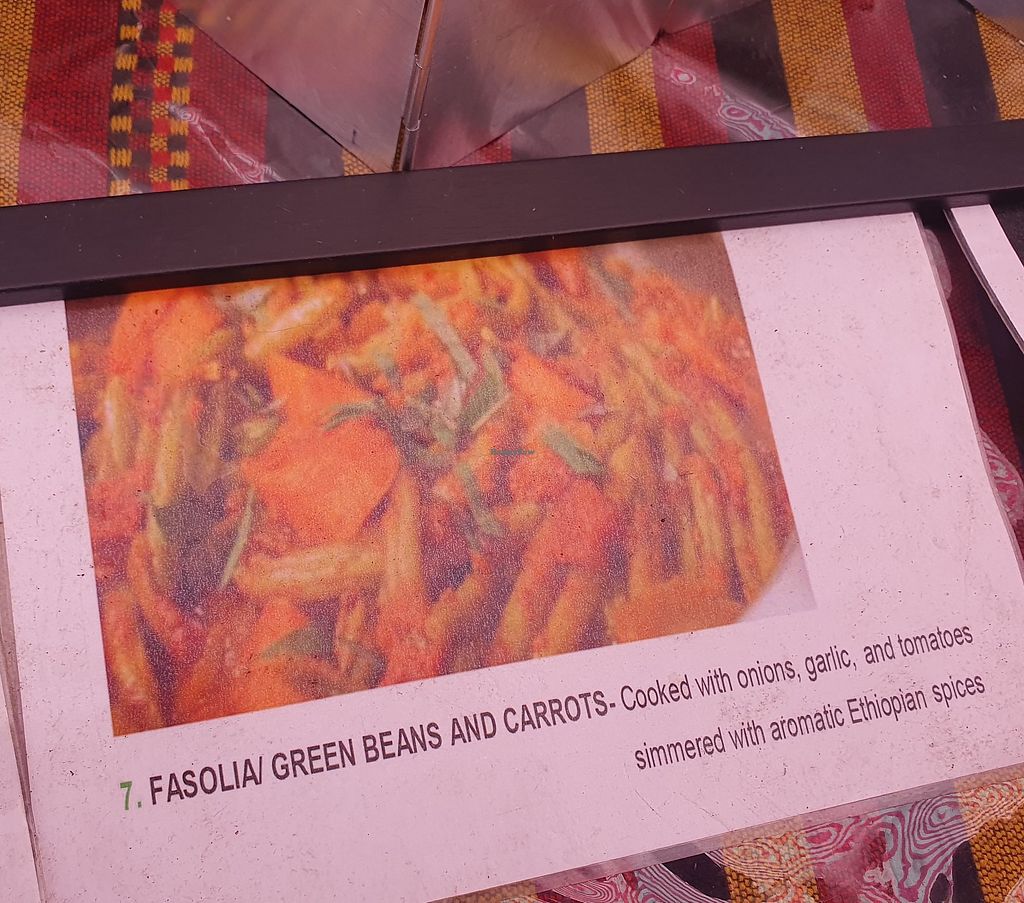 7. FASOLIA/ GREEN BEANS AND CARROTS- Cooked with onions, garlic, and tomatoes
simmered with aromatic Ethiopian spices